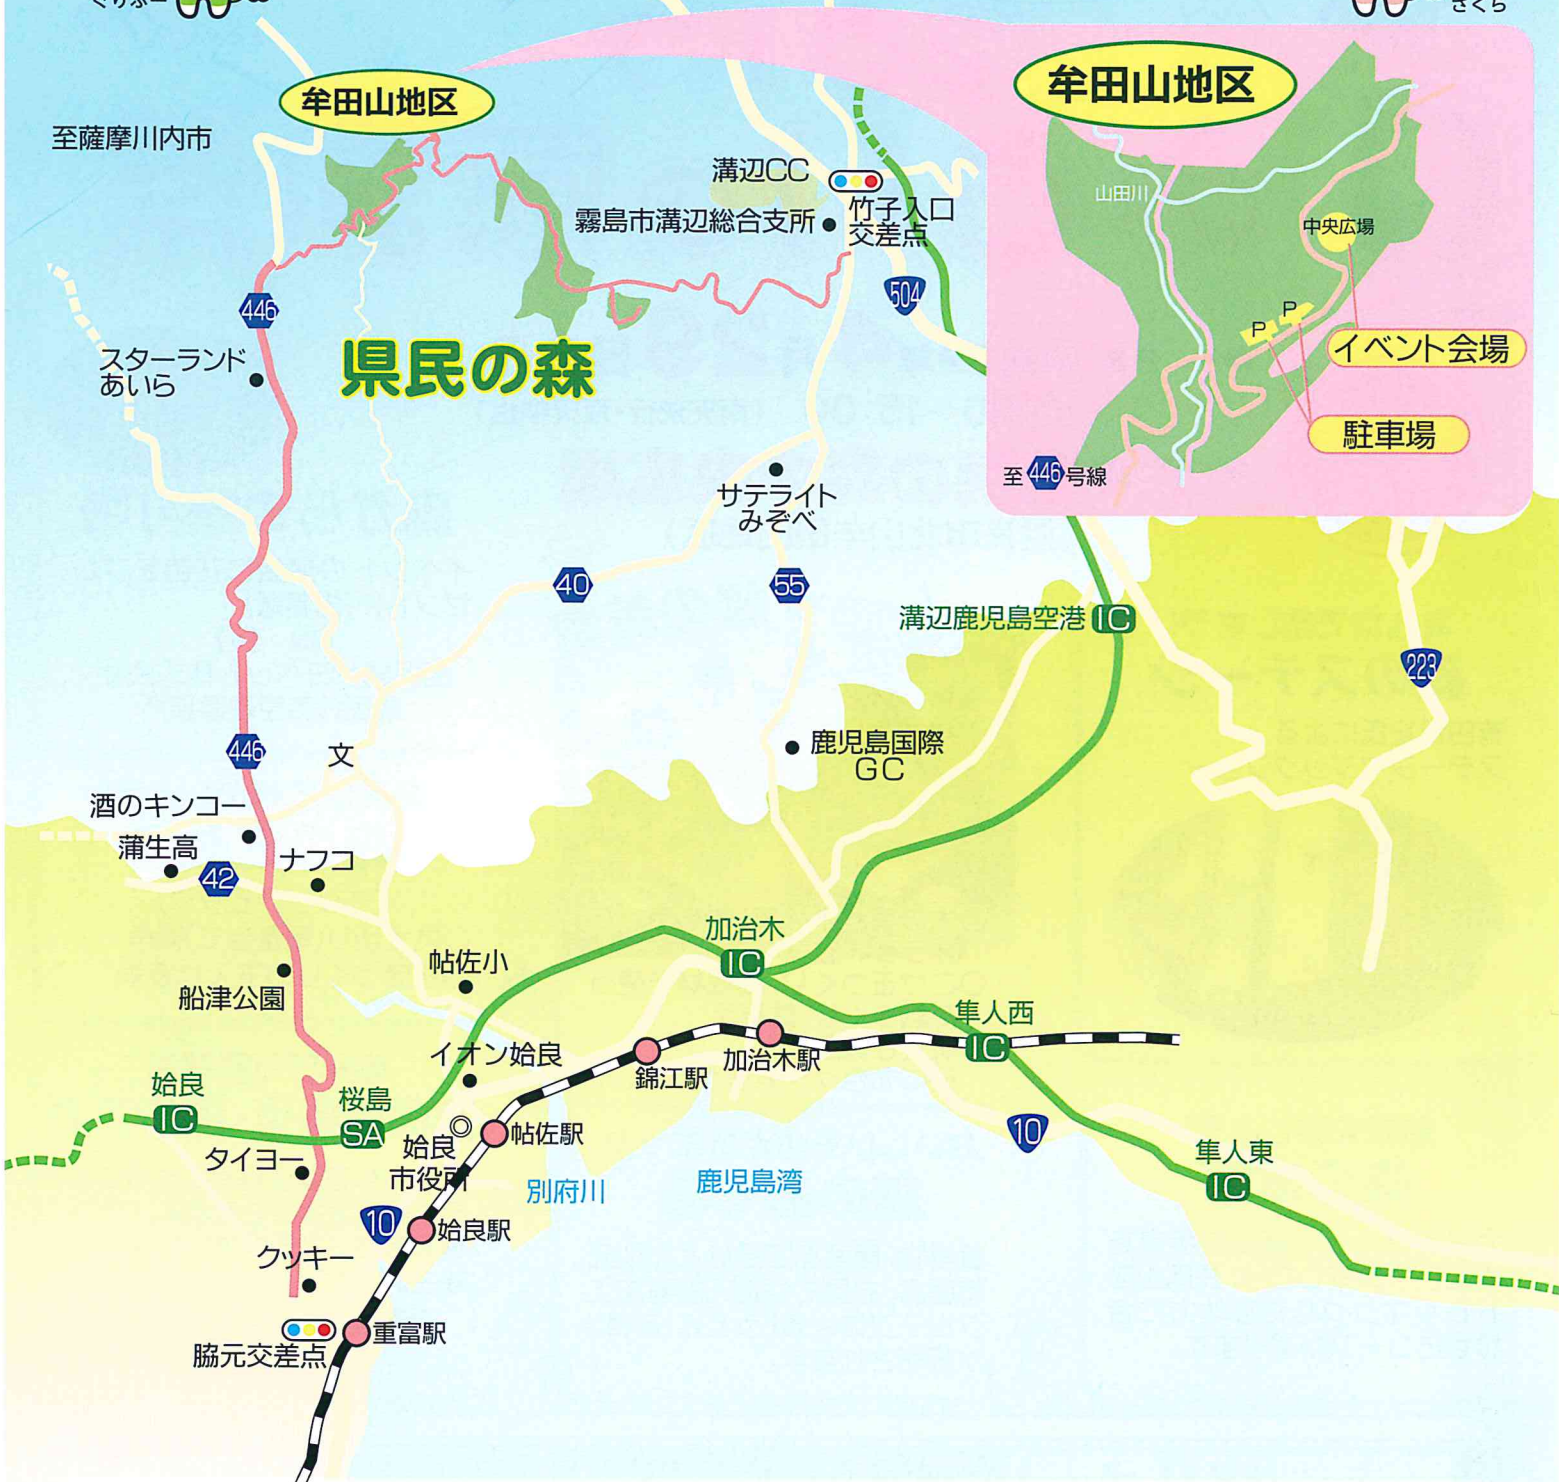 さくら
牟田山地区
牟田山地区
至薩摩川内市
溝辺CC
竹子入口
交差点
霧島市溝辺総合支所
山田川
中央広場
504
446
P
P
イベント会場
県民の森
スターランド
あいら
駐車場
至446号線
サテライト
みぞべ
40
55
溝辺鹿児島空港
IC
223
446
文
鹿児島国際
GC
酒のキンコー
蒲生高
42
ナフコ
加治木
IC
帖佐小
船津公園
隼人西
IC
イオン姶良
錦江駅
加治木駅
姶良
IC
桜島
SA
10
帖佐駅
姶良
市役所
タイヨー
隼人東
IC
別府川
鹿児島湾
10
姶良駅
クッキー
重富駅
脇元交差点